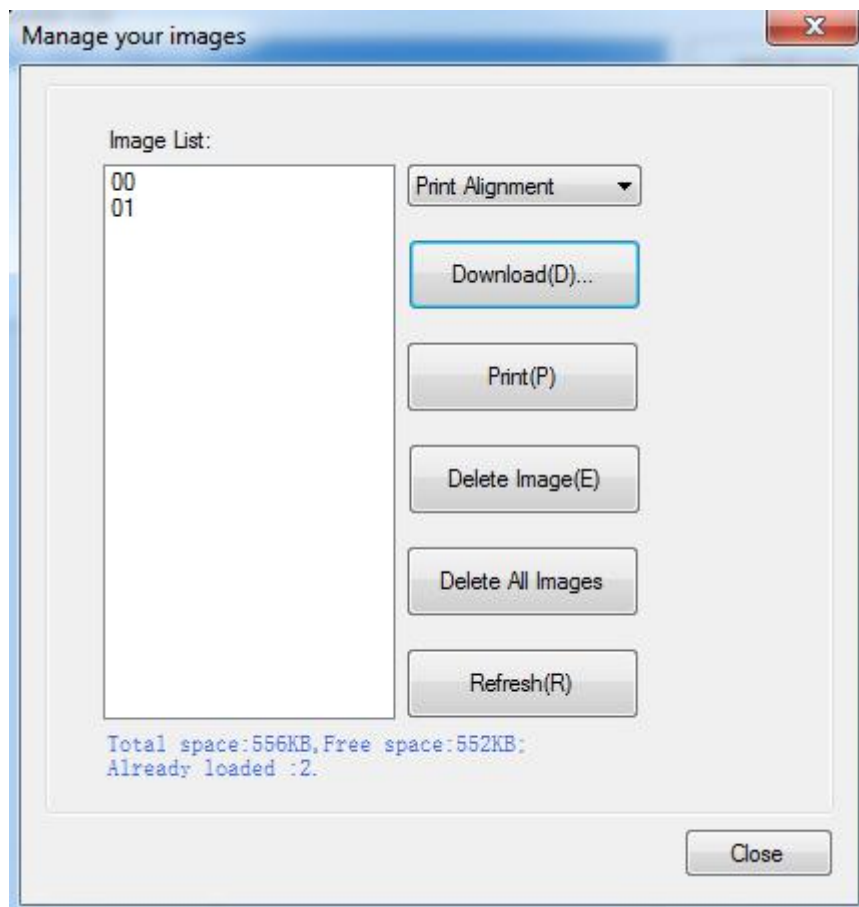 Manage your images
Image List:
00
01
Print Alignment
Download(D)...
Print(P)
Delete Image(E)
Delete All Images
Refresh(R)
Total space:556KB,Free space:552KB;
Already loaded :2.
Close